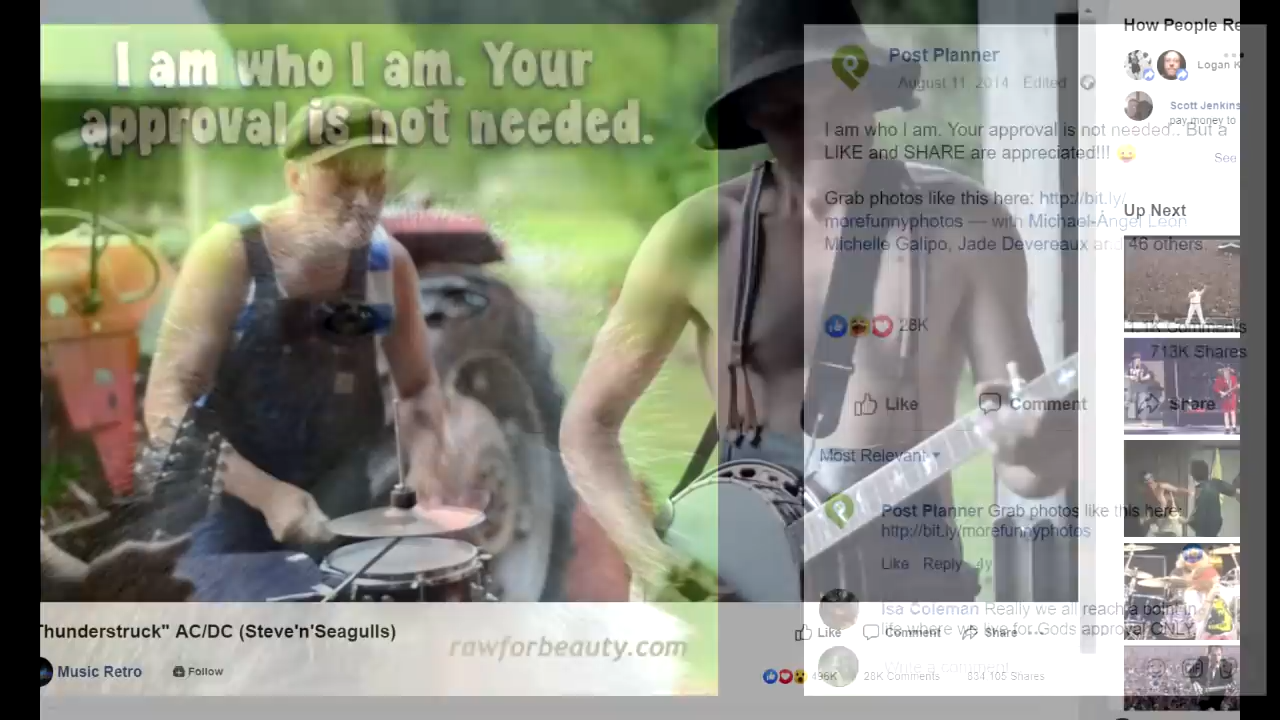 I am who I am. Your
approval is not needed.
rawforbeauty.com
Thunderstruck" AC/DC (Steve'n'Seagulls)
Music Retro
Follow
Like
Comment
Share
496K
28K Comments
834 105 Shares
Post Planner
August 11, 2014 Edited
I am who I am. Your approval is not needed.. But a
LIKE and SHARE are appreciated!!!
Grab photos like this here: http://bit.ly/
morefunnyphotos — with Michael-Ángel León
Michelle Galipo, Jade Devereaux and 46 others.
28K
1.1K Comments
713K Shares
Like
Comment
Share
Most Relevant
Post Planner Grab photos like this here:
http://bit.ly/morefunnyphotos
Like Reply 4y
Isa Coleman Really we all reach a point in
life where we live for Gods approval ONLY
Write a comment...
How People Re
Logan K
Scott Jenkins
pay money to
See
Up Next